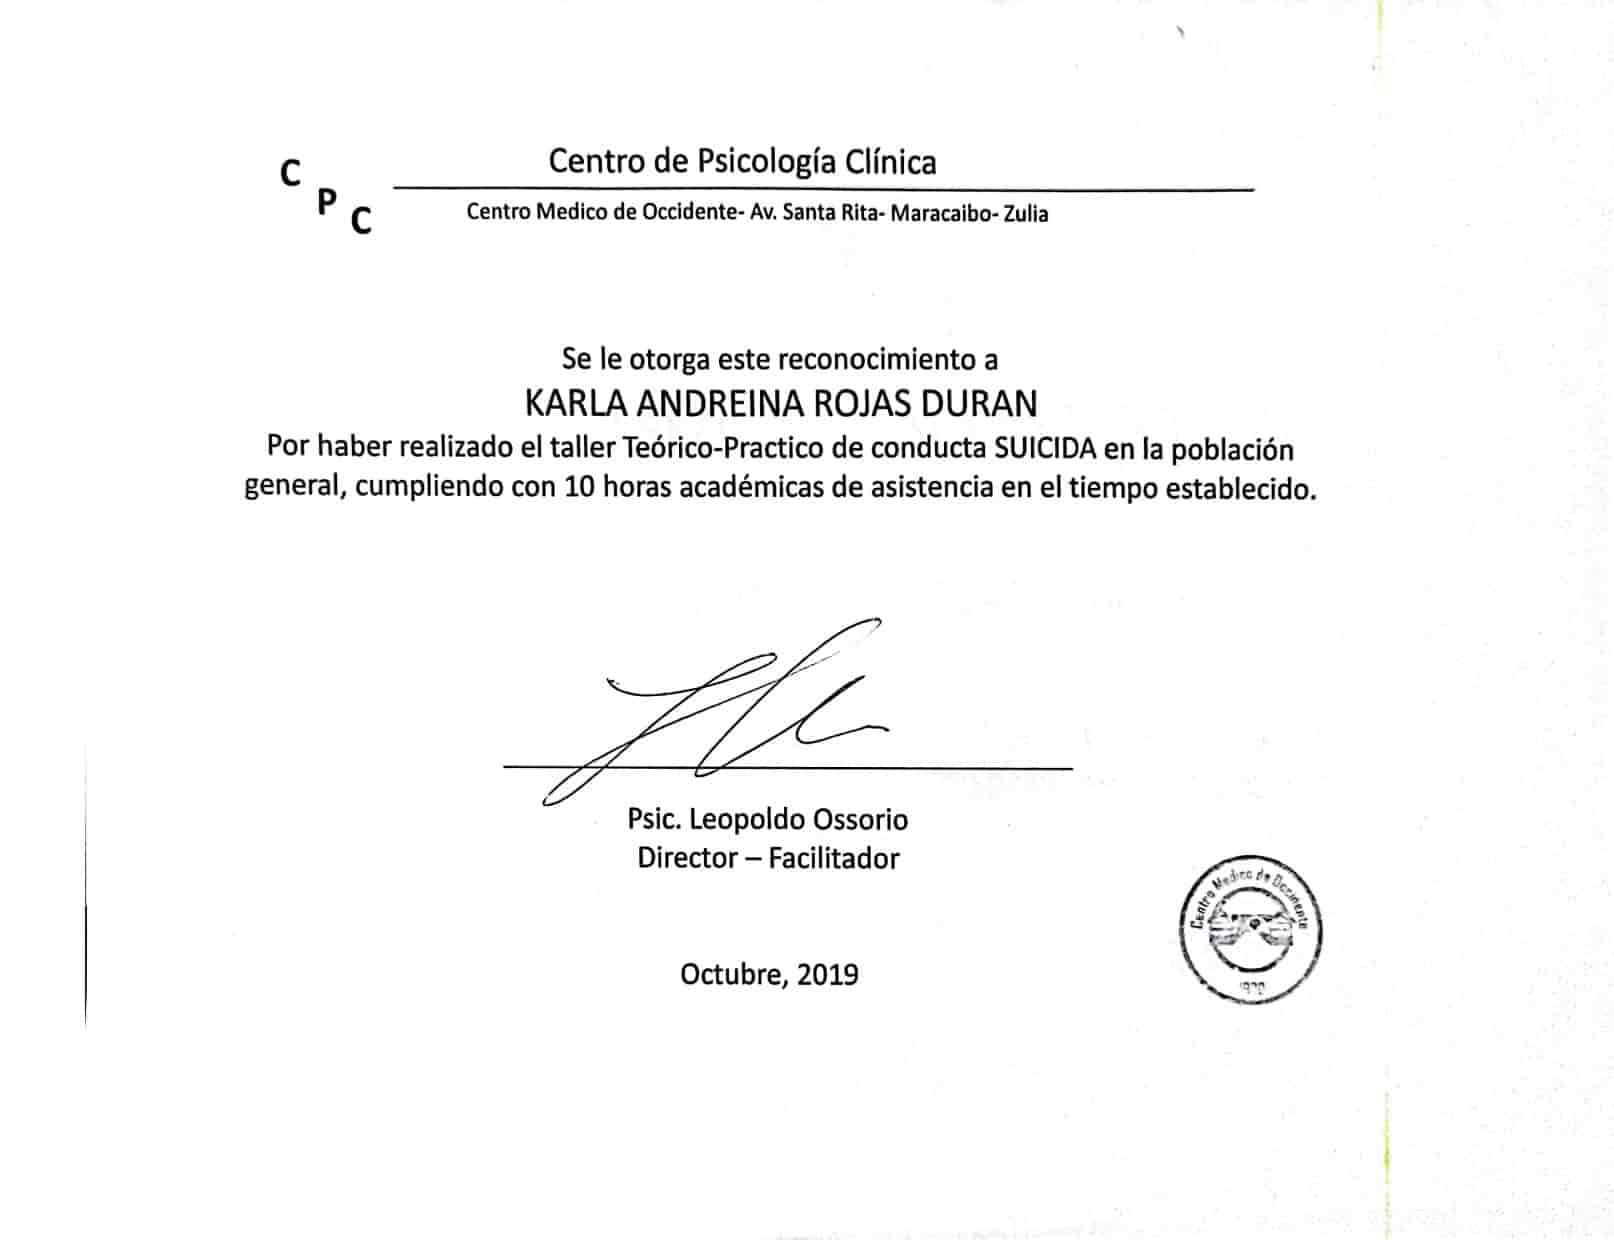 C P C
Centro de Psicología Clínica
Centro Medico de Occidente- Av. Santa Rita- Maracaibo- Zulia
Se le otorga este reconocimiento a
KARLA ANDREINA ROJAS DURAN
Por haber realizado el taller Teórico-Practico de conducta SUICIDA en la población
general, cumpliendo con 10 horas académicas de asistencia en el tiempo establecido.
Psic. Leopoldo Ossorio
Director – Facilitador
Octubre, 2019
Centro Medico de Occidente